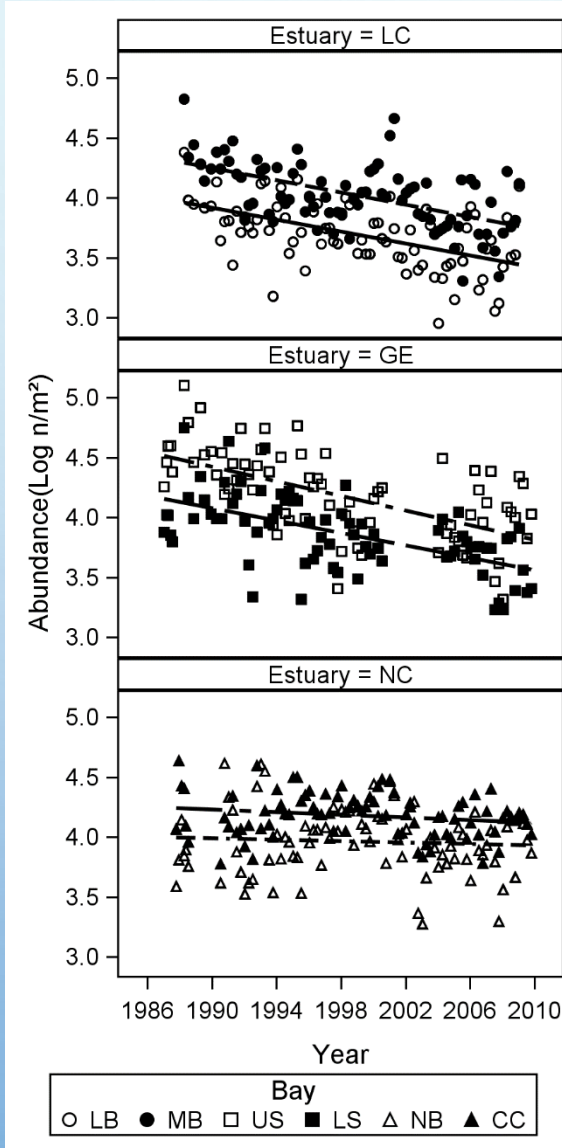 Estuary = LC
5.0
4.5
4.0
3.5
3.0
Estuary = GE
5.0
4.5
4.0
3.5
3.0
Abundance(Log n/m²)
Estuary = NC
5.0
4.5
4.0
3.5
3.0
1986 1990 1994 1998 2002 2006 2010
Year
Bay
LB MB US LS NB CC